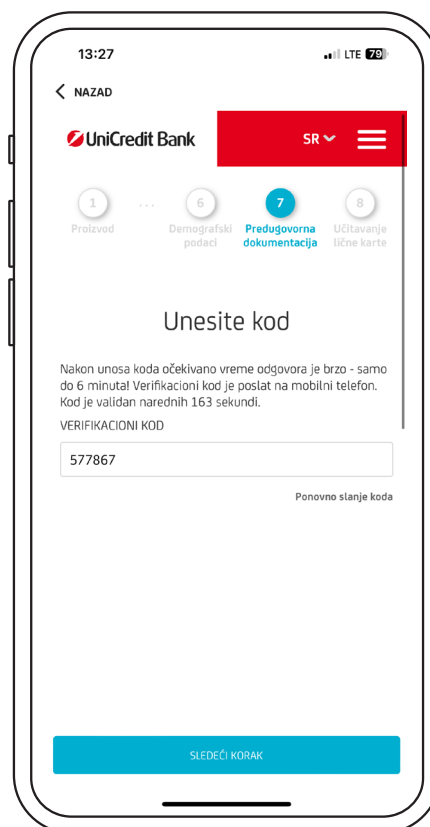 13:27 LTE 79
NAZAD
UniCredit Bank SR
1 ... 6 7 8
Proizvod Demografski Predugovorna Učitavanje
podaci dokumentacija lične karte
Unesite kod
Nakon unosa koda očekivano vreme odgovora je brzo - samo
do 6 minuta! Verifikacioni kod je poslat na mobilni telefon.
Kod je validan narednih 163 sekundi.
VERIFIKACIONI KOD
577867
Ponovno slanje koda
SLEDEĆI KORAK